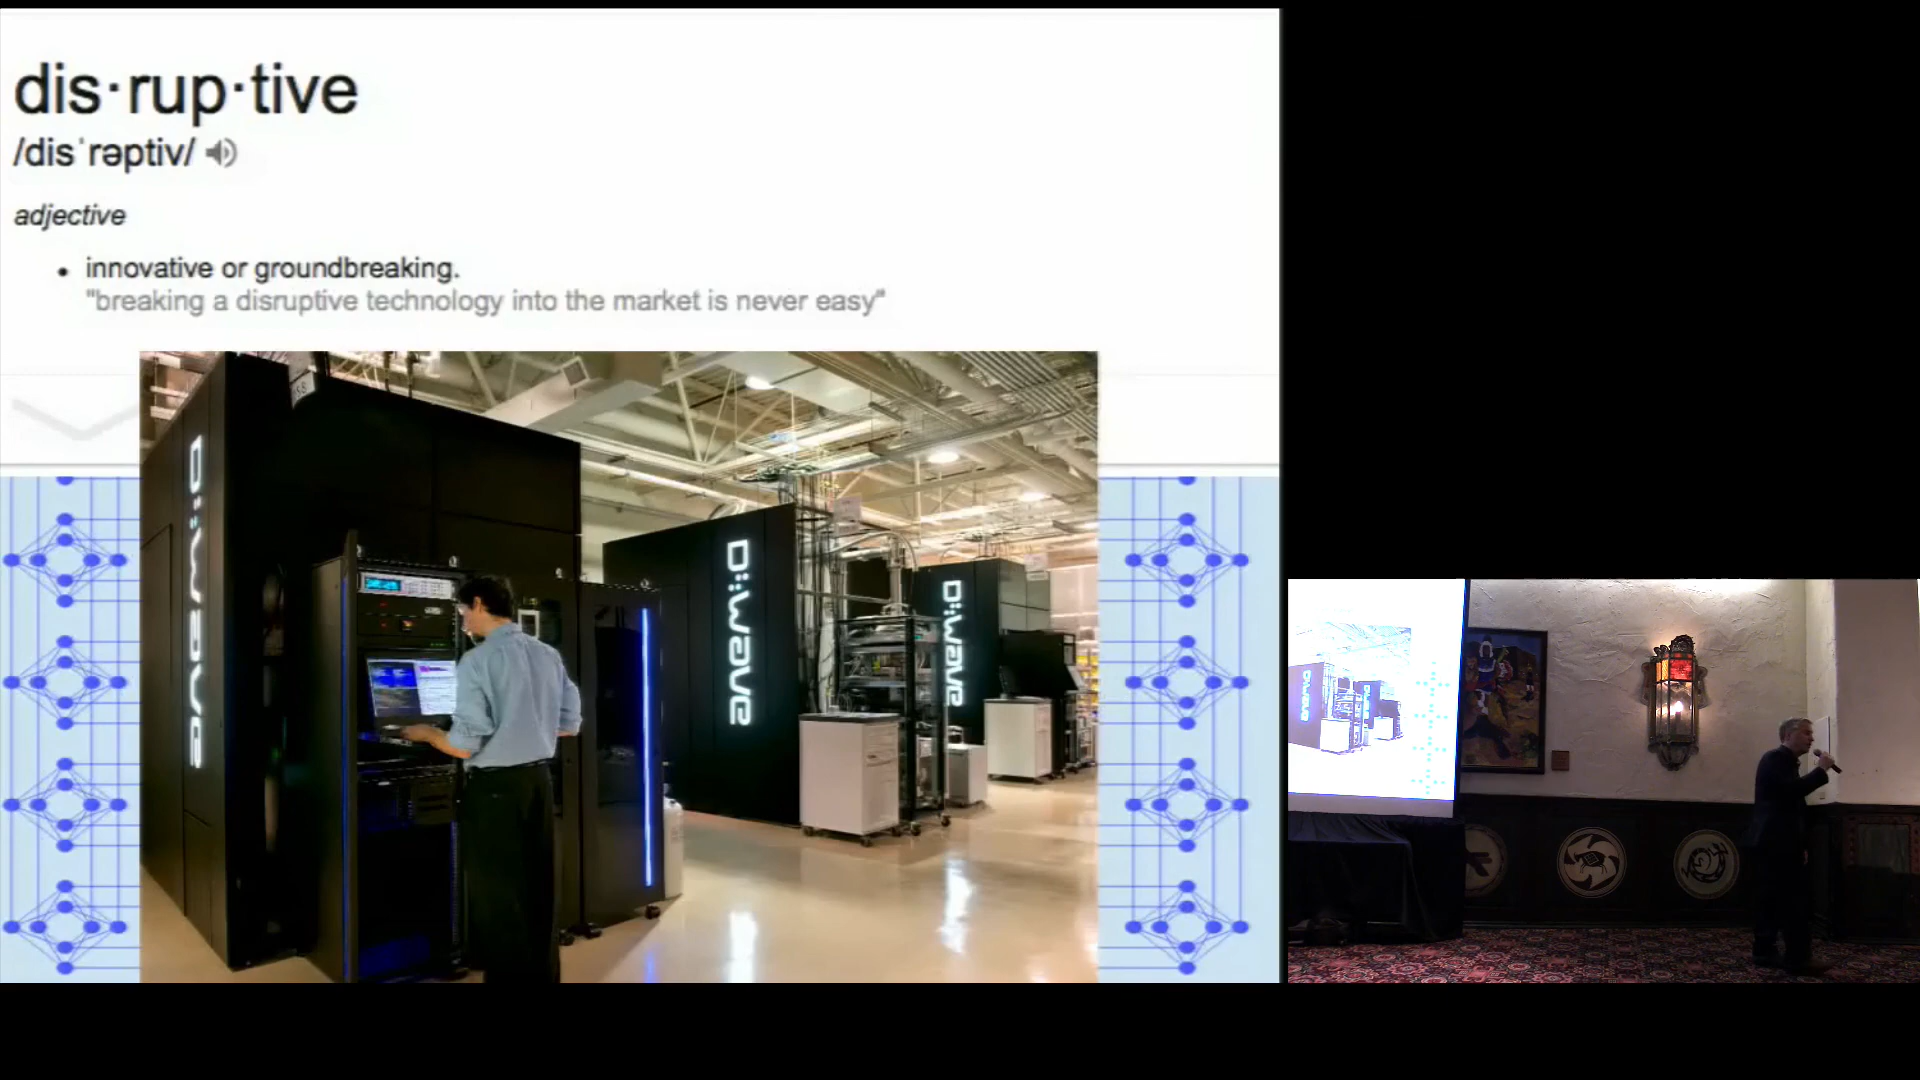 dis·rup·tive
/disˈrəptiv/
adjective
• innovative or groundbreaking.
"breaking a disruptive technology into the market is never easy"
D:wave
D:wave
D:wave